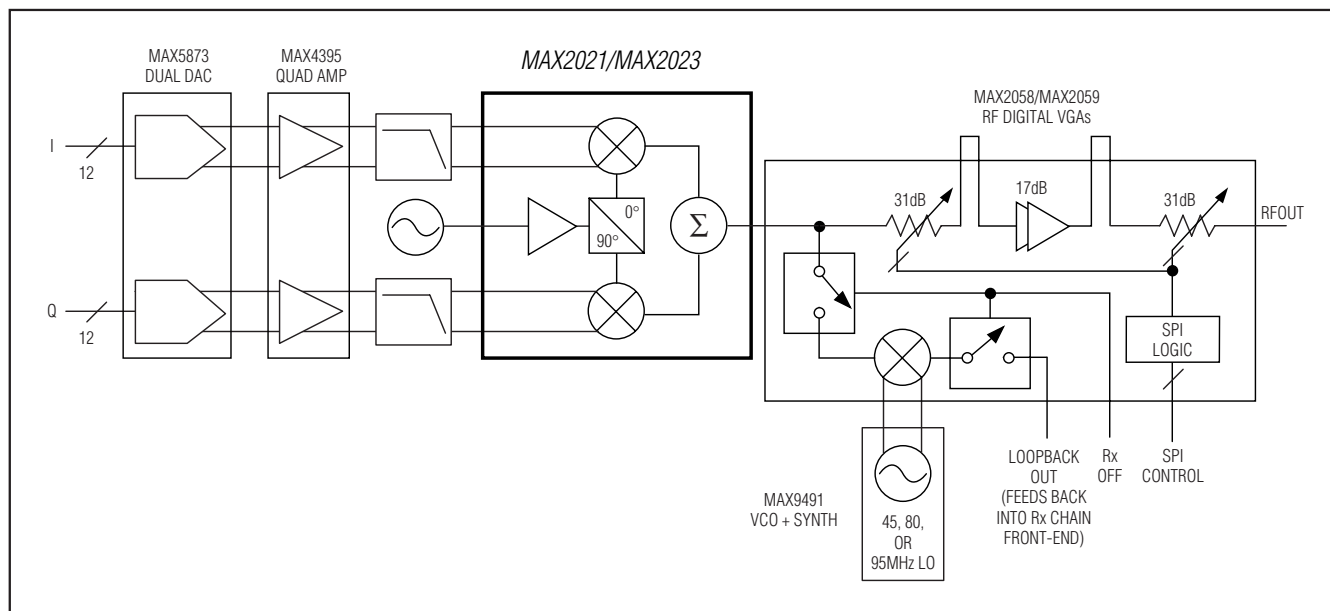 MAX5873
DUAL DAC
MAX4395
QUAD AMP
MAX2021/MAX2023
MAX2058/MAX2059
RF DIGITAL VGAs
I
12
31dB
17dB
31dB
RFOUT
0°
90°
Σ
Q
12
SPI
LOGIC
MAX9491
VCO + SYNTH
45, 80,
OR
95MHz LO
LOOPBACK
OUT
(FEEDS BACK
INTO Rx CHAIN
FRONT-END)
Rx
OFF
SPI
CONTROL